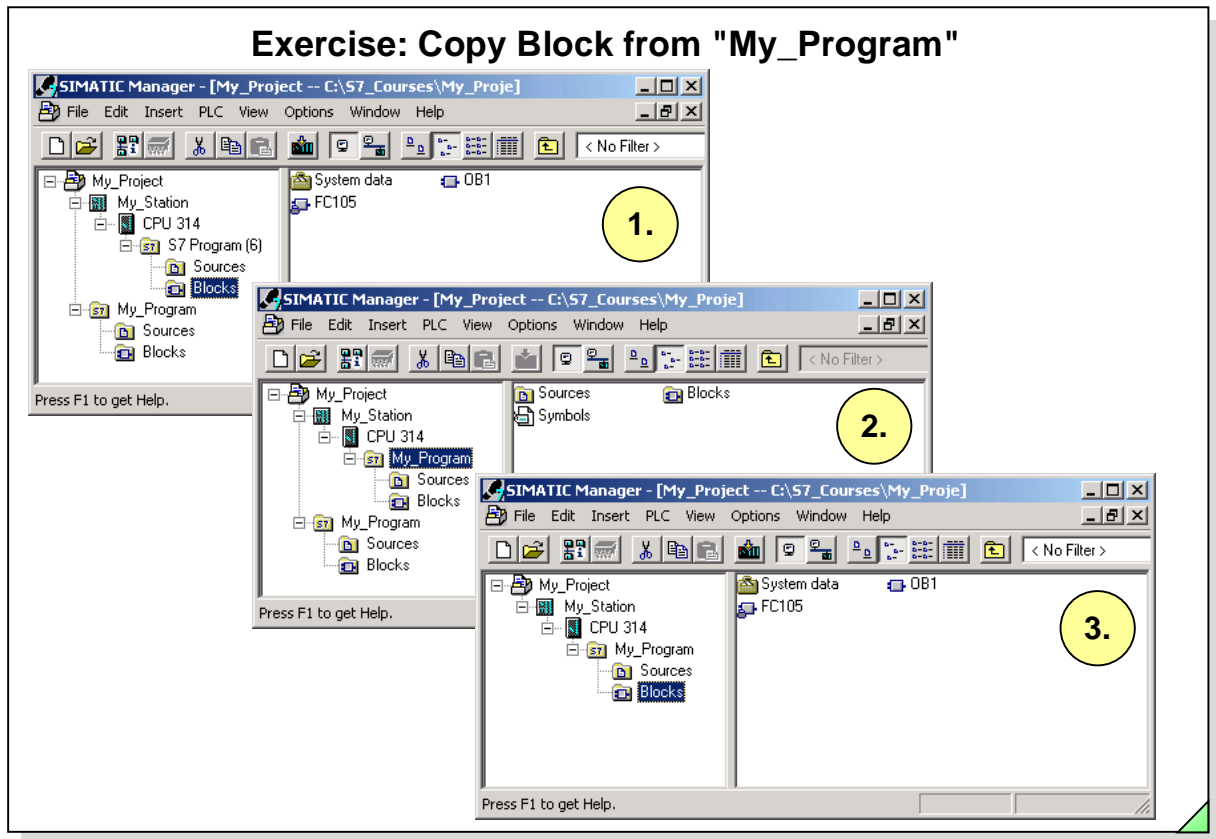 Exercise: Copy Block from "My_Program"
SIMATIC Manager - [My_Project -- C:\S7_Courses\My_Proje]
File Edit Insert PLC View Options Window Help
< No Filter >
My_Project
My_Station
CPU 314
S7 Program (6)
Sources
Blocks
My_Program
Sources
Blocks
System data OB1
FC105
1.
Press F1 to get Help.
SIMATIC Manager - [My_Project -- C:\S7_Courses\My_Proje]
File Edit Insert PLC View Options Window Help
< No Filter >
My_Project
My_Station
CPU 314
My_Program
Sources
Blocks
My_Program
Sources
Blocks
Sources Blocks
Symbols
2.
Press F1 to get Help.
SIMATIC Manager - [My_Project -- C:\S7_Courses\My_Proje]
File Edit Insert PLC View Options Window Help
< No Filter >
My_Project
My_Station
CPU 314
My_Program
Sources
Blocks
System data OB1
FC105
3.
Press F1 to get Help.